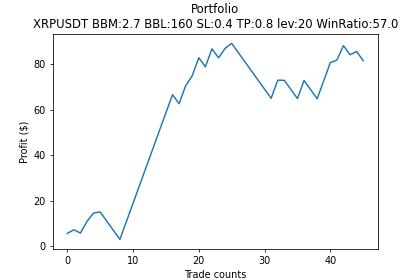 Portfolio
XRPUSDT BBM:2.7 BBL:160 SL:0.4 TP:0.8 lev:20 WinRatio:57.0
80
60
40
20
0
Profit ($)
0
10
20
30
40
Trade counts